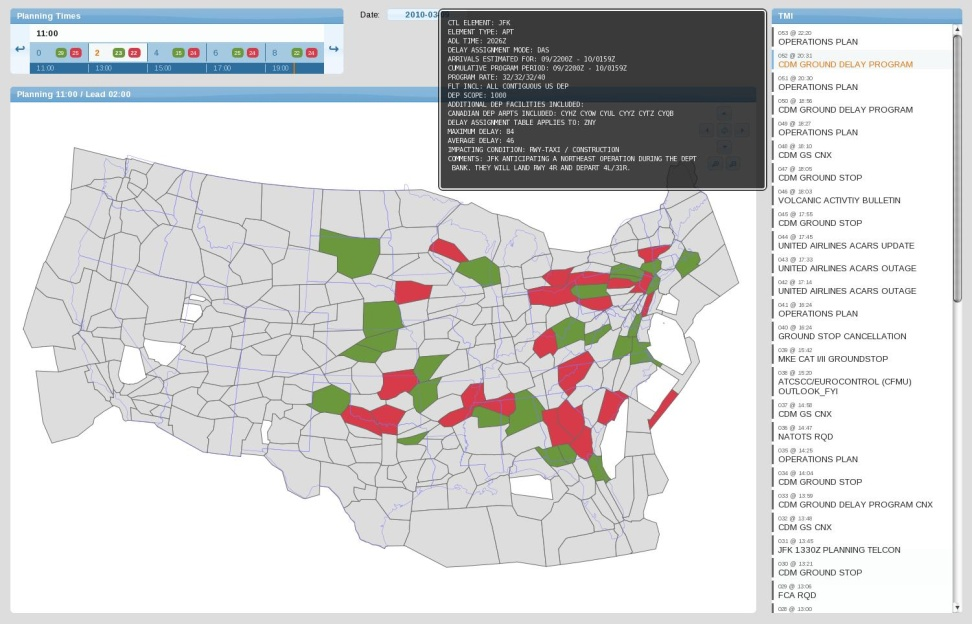 Planning Times
11:00
0 2 23 22 4 25 24 6 25 24 8 22 24
11:00 13:00 15:00 17:00 19:00
Date: 2010-03
Planning 11:00 / Lead 02:00
CTL ELEMENT: JFK
ELEMENT TYPE: APT
ADL TIME: 2026Z
DELAY ASSIGNMENT MODE: DAS
ARRIVALS ESTIMATED FOR: 09/2200Z - 10/0159Z
CUMULATIVE PROGRAM PERIOD: 09/2200Z - 10/0159Z
PROGRAM RATE: 32/32/32/40
FLT INCL: ALL CONTIGUOUS US DEP
DEP SCOPE: 1000
ADDITIONAL DEP FACILITIES INCLUDED:
CANADIAN DEP ARPTS INCLUDED: CYHZ CYOW CYUL CYYZ CYTZ CYQB
DELAY ASSIGNMENT TABLE APPLIES TO: ZNY
MAXIMUM DELAY: 84
AVERAGE DELAY: 46
IMPACTING CONDITION: RWY-TAXI / CONSTRUCTION
COMMENTS: JFK ANTICIPATING A NORTHEAST OPERATION DURING THE DEPT
BANK. THEY WILL LAND RWY 4R AND DEPART 4L/31R.
TMI
053 @ 22:20
OPERATIONS PLAN
052 @ 20:31
CDM GROUND DELAY PROGRAM
051 @ 20:30
OPERATIONS PLAN
050 @ 18:56
CDM GROUND DELAY PROGRAM
049 @ 18:27
OPERATIONS PLAN
048 @ 18:10
CDM GS CNX
047 @ 18:05
CDM GROUND STOP
046 @ 18:03
VOLCANIC ACTIVTIY BULLETIN
045 @ 17:55
CDM GROUND STOP
044 @ 17:45
UNITED AIRLINES ACARS UPDATE
043 @ 17:33
UNITED AIRLINES ACARS OUTAGE
042 @ 17:14
UNITED AIRLINES ACARS OUTAGE
041 @ 16:24
OPERATIONS PLAN
040 @ 16:24
GROUND STOP CANCELLATION
039 @ 15:42
MKE CAT I/II GROUNDSTOP
038 @ 15:20
ATCSCC/EUROCONTROL (CFMU)
OUTLOOK_FYI
037 @ 14:58
CDM GS CNX
036 @ 14:47
NATOTS RQD
035 @ 14:25
OPERATIONS PLAN
034 @ 14:04
CDM GROUND STOP
033 @ 13:59
CDM GROUND DELAY PROGRAM CNX
032 @ 13:48
CDM GS CNX
031 @ 13:45
JFK 1330Z PLANNING TELCON
030 @ 13:21
CDM GROUND STOP
029 @ 13:06
FCA RQD
028 @ 13:00